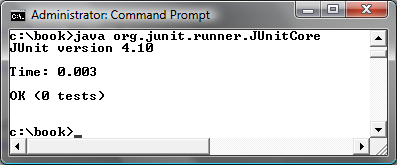 Administrator: Command Prompt
c:\book>java org.junit.runner.JUnitCore
JUnit version 4.10
Time: 0.003
OK (0 tests)
c:\book>_